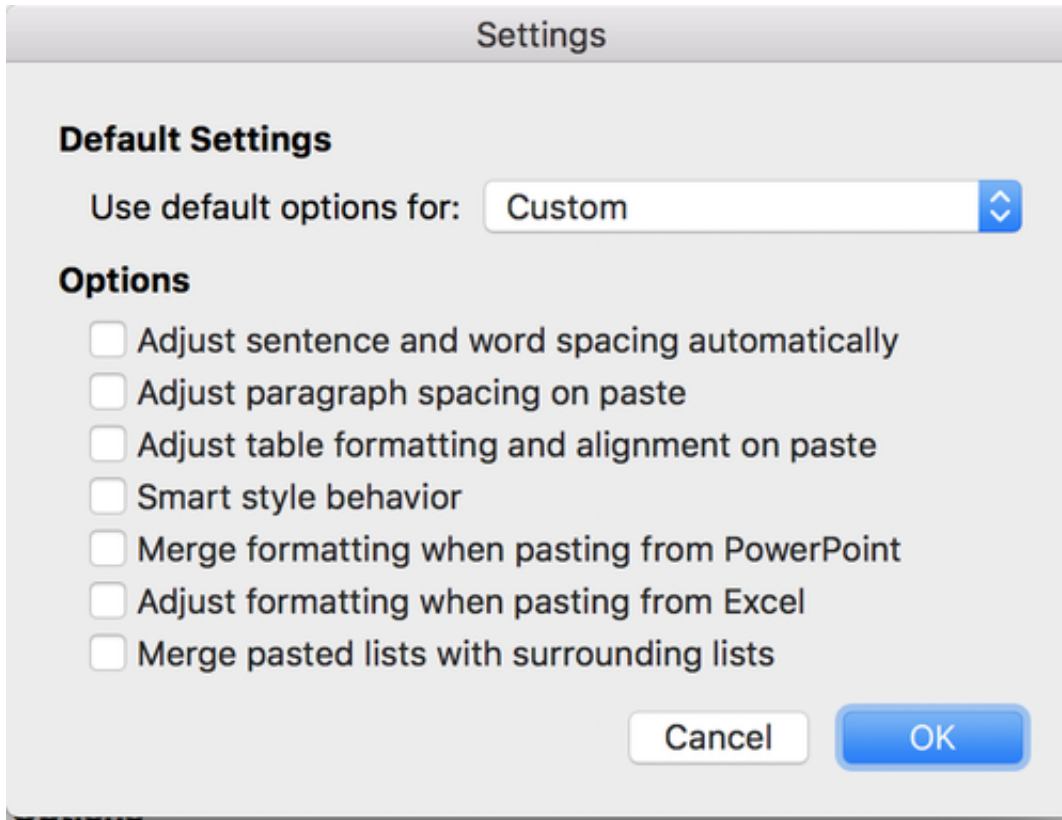 Settings
Default Settings
Use default options for: Custom
Options
Adjust sentence and word spacing automatically
Adjust paragraph spacing on paste
Adjust table formatting and alignment on paste
Smart style behavior
Merge formatting when pasting from PowerPoint
Adjust formatting when pasting from Excel
Merge pasted lists with surrounding lists
Cancel OK